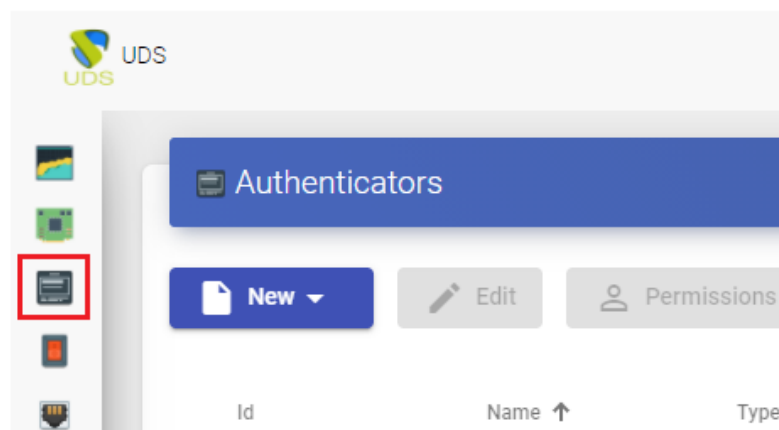 UDS
UDS
Authenticators
New
Edit
Permissions
Id
Name
Type